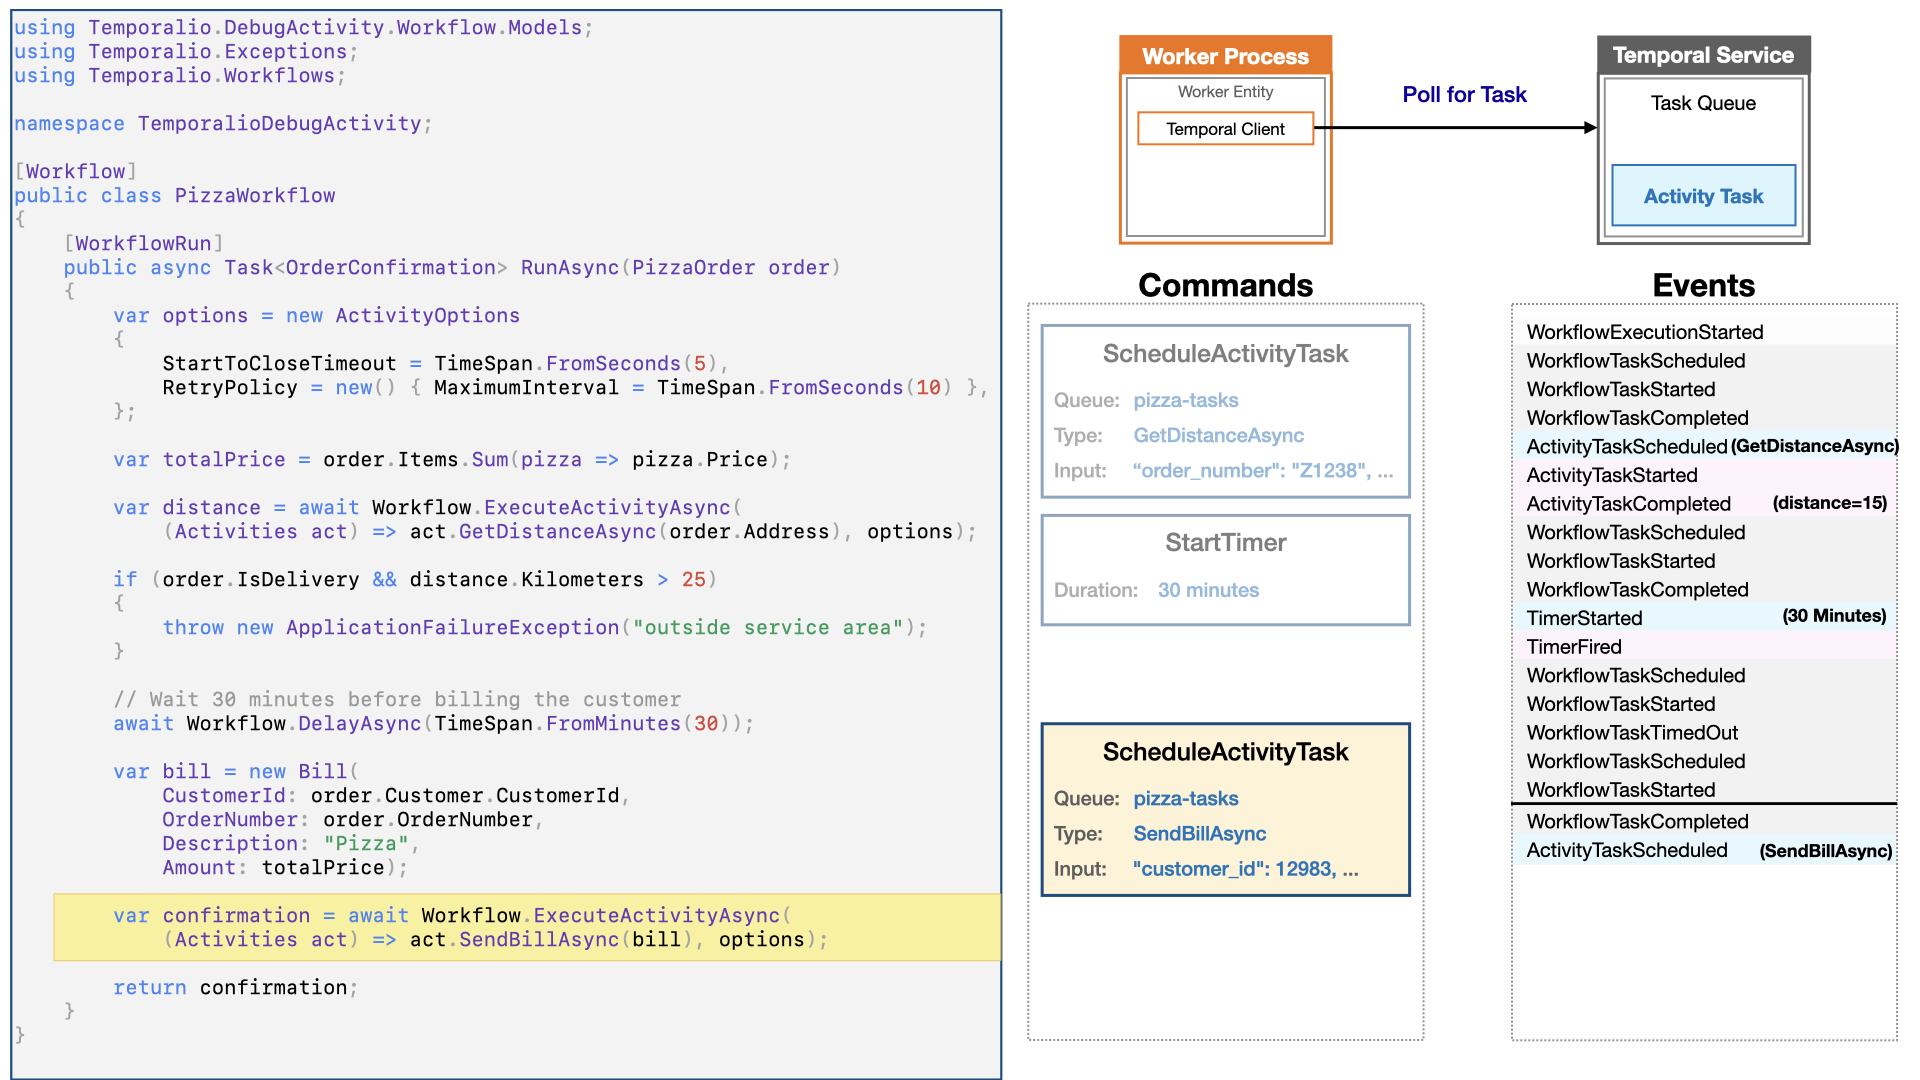 using Temporalio.DebugActivity.Workflow.Models;
using Temporalio.Exceptions;
using Temporalio.Workflows;

namespace TemporalioDebugActivity;

[Workflow]
public class PizzaWorkflow
{
    [WorkflowRun]
    public async Task<OrderConfirmation> RunAsync(PizzaOrder order)
    {
        var options = new ActivityOptions
        {
            StartToCloseTimeout = TimeSpan.FromSeconds(5),
            RetryPolicy = new() { MaximumInterval = TimeSpan.FromSeconds(10) },
        };

        var totalPrice = order.Items.Sum(pizza => pizza.Price);

        var distance = await Workflow.ExecuteActivityAsync(
            (Activities act) => act.GetDistanceAsync(order.Address), options);

        if (order.IsDelivery && distance.Kilometers > 25)
        {
            throw new ApplicationFailureException("outside service area");
        }

        // Wait 30 minutes before billing the customer
        await Workflow.DelayAsync(TimeSpan.FromMinutes(30));

        var bill = new Bill(
            CustomerId: order.Customer.CustomerId,
            OrderNumber: order.OrderNumber,
            Description: "Pizza",
            Amount: totalPrice);

        var confirmation = await Workflow.ExecuteActivityAsync(
            (Activities act) => act.SendBillAsync(bill), options);

        return confirmation;
    }
}
Worker Process
Worker Entity
Temporal Client
Poll for Task
Temporal Service
Task Queue
Activity Task
Commands
ScheduleActivityTask
Queue: pizza-tasks
Type: GetDistanceAsync
Input: “order_number": "Z1238", ...
StartTimer
Duration: 30 minutes
ScheduleActivityTask
Queue: pizza-tasks
Type: SendBillAsync
Input: "customer_id": 12983, ...
Events
WorkflowExecutionStarted
WorkflowTaskScheduled
WorkflowTaskStarted
WorkflowTaskCompleted
ActivityTaskScheduled (GetDistanceAsync)
ActivityTaskStarted
ActivityTaskCompleted (distance=15)
WorkflowTaskScheduled
WorkflowTaskStarted
WorkflowTaskCompleted
TimerStarted (30 Minutes)
TimerFired
WorkflowTaskScheduled
WorkflowTaskStarted
WorkflowTaskTimedOut
WorkflowTaskScheduled
WorkflowTaskStarted
WorkflowTaskCompleted
ActivityTaskScheduled (SendBillAsync)